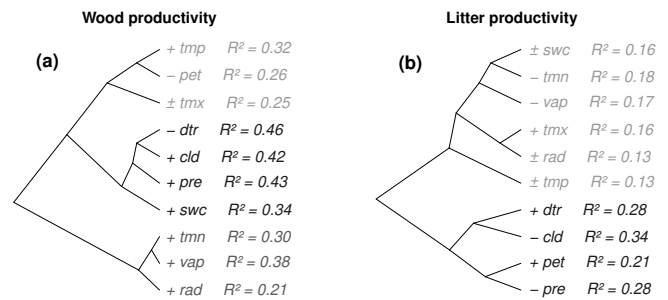 Wood productivity
(a)
+ tmp R² = 0.32
− pet R² = 0.26
± tmx R² = 0.25
− dtr R² = 0.46
+ cld R² = 0.42
+ pre R² = 0.43
+ swc R² = 0.34
+ tmn R² = 0.30
+ vap R² = 0.38
+ rad R² = 0.21
Litter productivity
(b)
± swc R² = 0.16
− tmn R² = 0.18
− vap R² = 0.17
+ tmx R² = 0.16
± rad R² = 0.13
± tmp R² = 0.13
+ dtr R² = 0.28
− cld R² = 0.34
+ pet R² = 0.21
− pre R² = 0.28